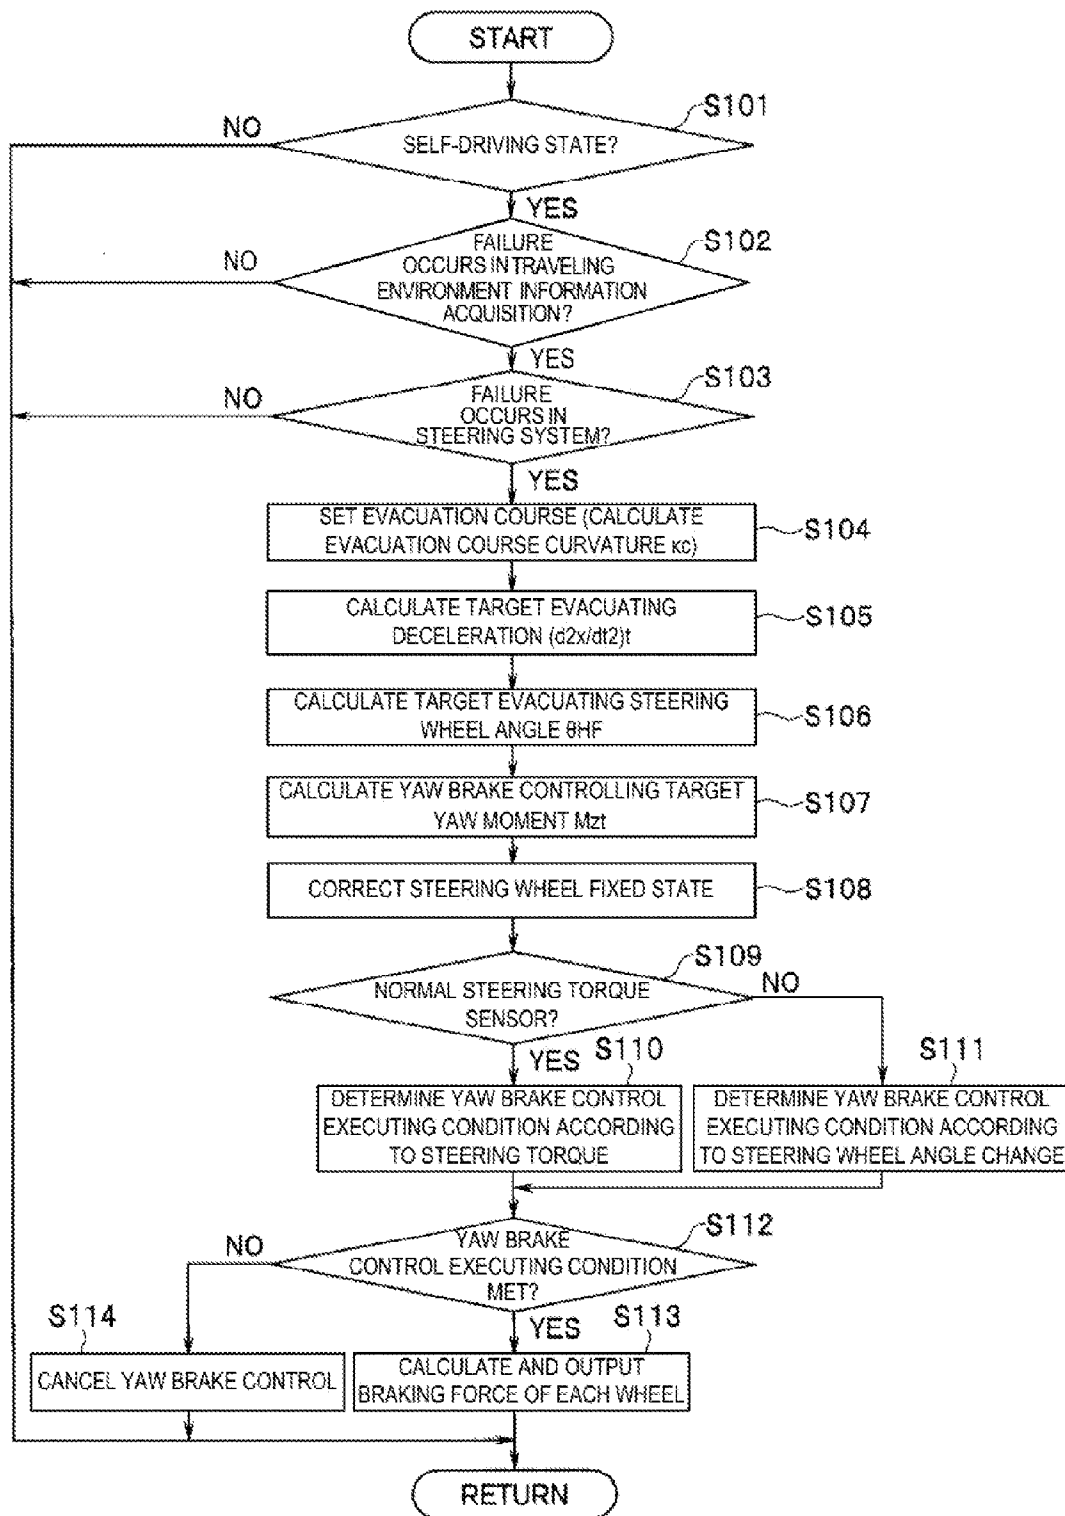 START
S101
NO
SELF-DRIVING STATE?
YES
S102
FAILURE
OCCURS IN TRAVELING
ENVIRONMENT INFORMATION
ACQUISITION?
NO
YES
S103
FAILURE
OCCURS IN
STEERING SYSTEM?
NO
YES
SET EVACUATION COURSE (CALCULATE
EVACUATION COURSE CURVATURE κc)
S104
CALCULATE TARGET EVACUATING
DECELERATION (d2x/dt2)t
S105
CALCULATE TARGET EVACUATING STEERING
WHEEL ANGLE θHF
S106
CALCULATE YAW BRAKE CONTROLLING TARGET
YAW MOMENT Mzt
S107
CORRECT STEERING WHEEL FIXED STATE
S108
S109
NORMAL STEERING TORQUE
SENSOR?
NO
YES
S110
S111
DETERMINE YAW BRAKE CONTROL
EXECUTING CONDITION ACCORDING
TO STEERING TORQUE
DETERMINE YAW BRAKE CONTROL
EXECUTING CONDITION ACCORDING
TO STEERING WHEEL ANGLE CHANGE
S112
NO
YAW BRAKE
CONTROL EXECUTING CONDITION
MET?
YES
S114
S113
CANCEL YAW BRAKE CONTROL
CALCULATE AND OUTPUT
BRAKING FORCE OF EACH WHEEL
RETURN